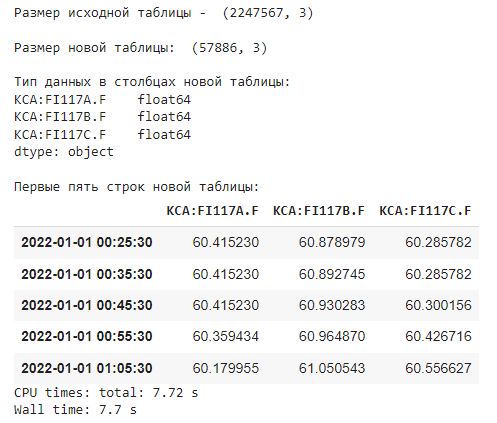 Размер исходной таблицы -  (2247567, 3)
Размер новой таблицы:  (57886, 3)
Тип данных в столбцах новой таблицы:
KCA:FI117A.F    float64
KCA:FI117B.F    float64
KCA:FI117C.F    float64
dtype: object
Первые пять строк новой таблицы:
KCA:FI117A.F KCA:FI117B.F KCA:FI117C.F
2022-01-01 00:25:30 60.415230 60.878979 60.285782
2022-01-01 00:35:30 60.415230 60.892745 60.285782
2022-01-01 00:45:30 60.415230 60.930283 60.300156
2022-01-01 00:55:30 60.359434 60.964870 60.426716
2022-01-01 01:05:30 60.179955 61.050543 60.556627
CPU times: total: 7.72 s
Wall time: 7.7 s